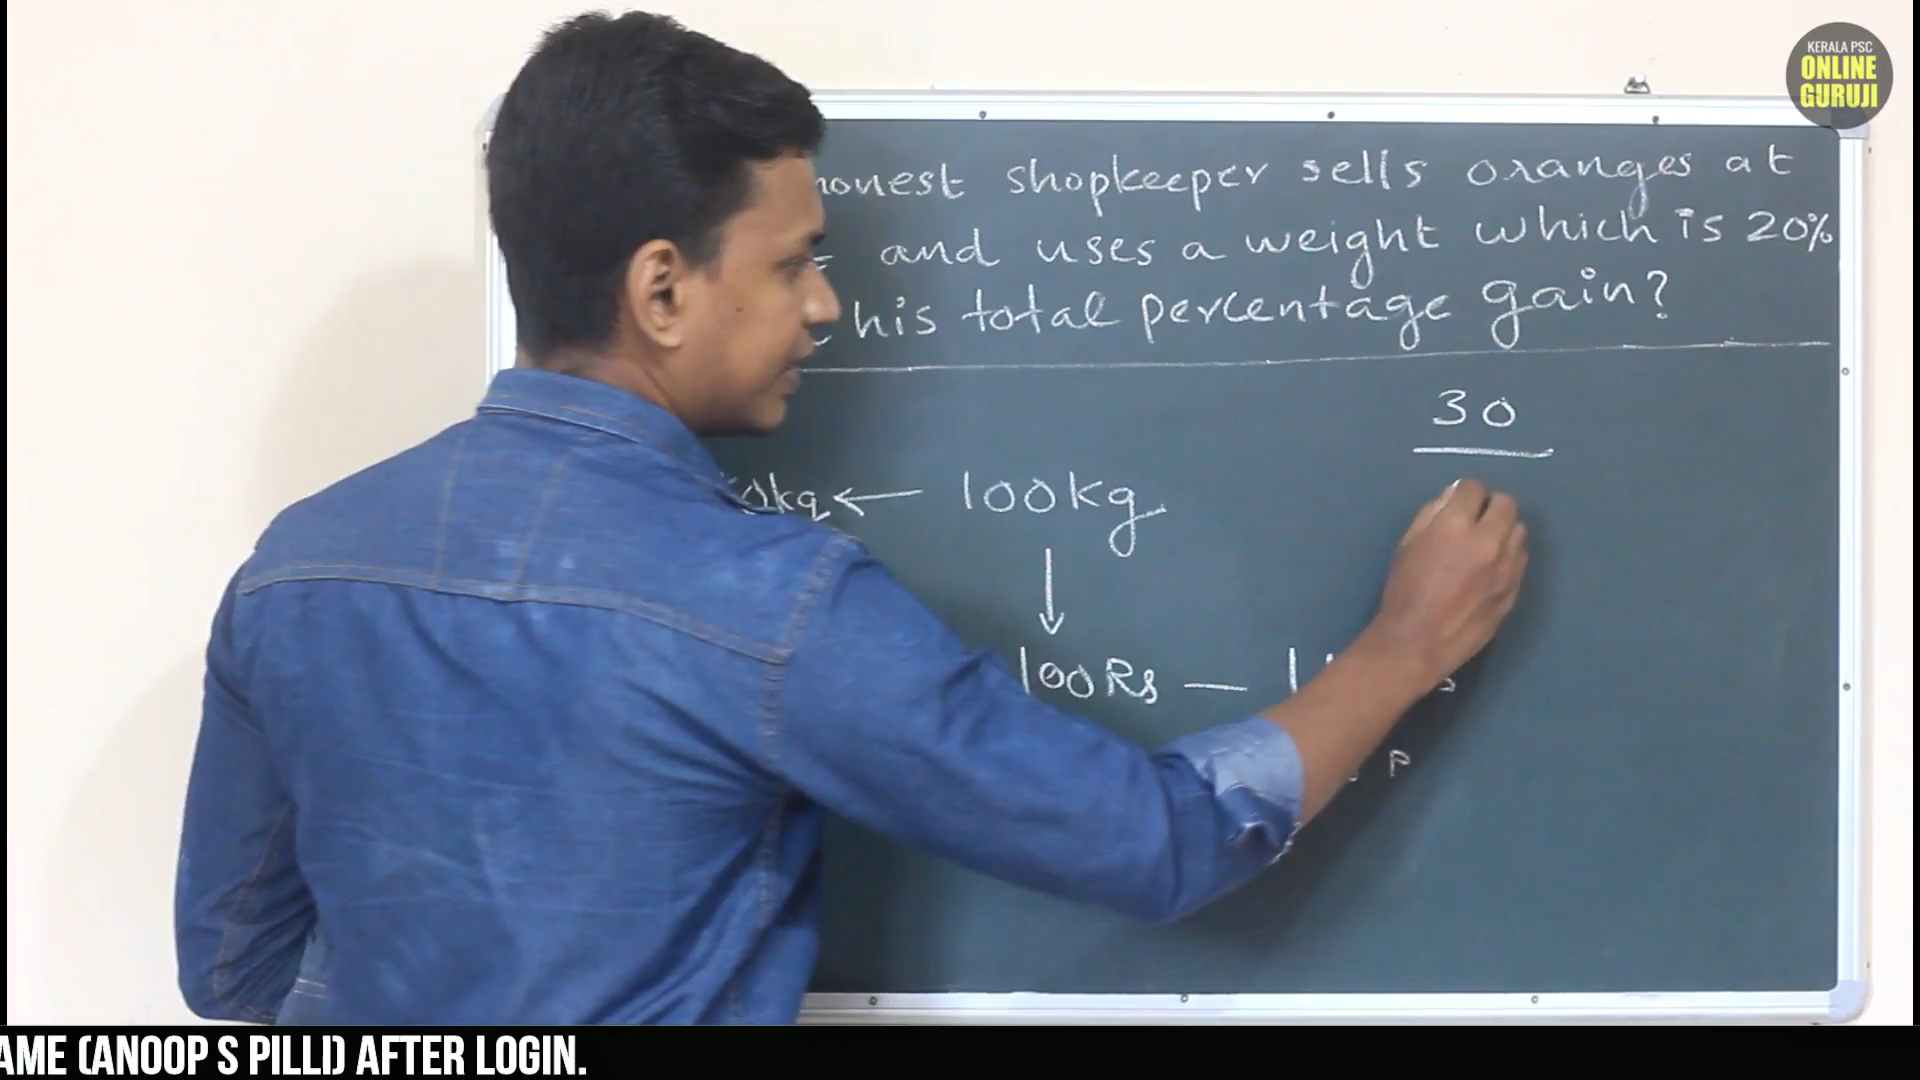 KERALA PSC
ONLINE
GURUJI
honest shopkeeper sells oranges at
and uses a weight which is 20%
his total percentage gain?
30
0kg ← 100kg
↓
100Rs —
P
AME (ANOOP S PILLI) AFTER LOGIN.